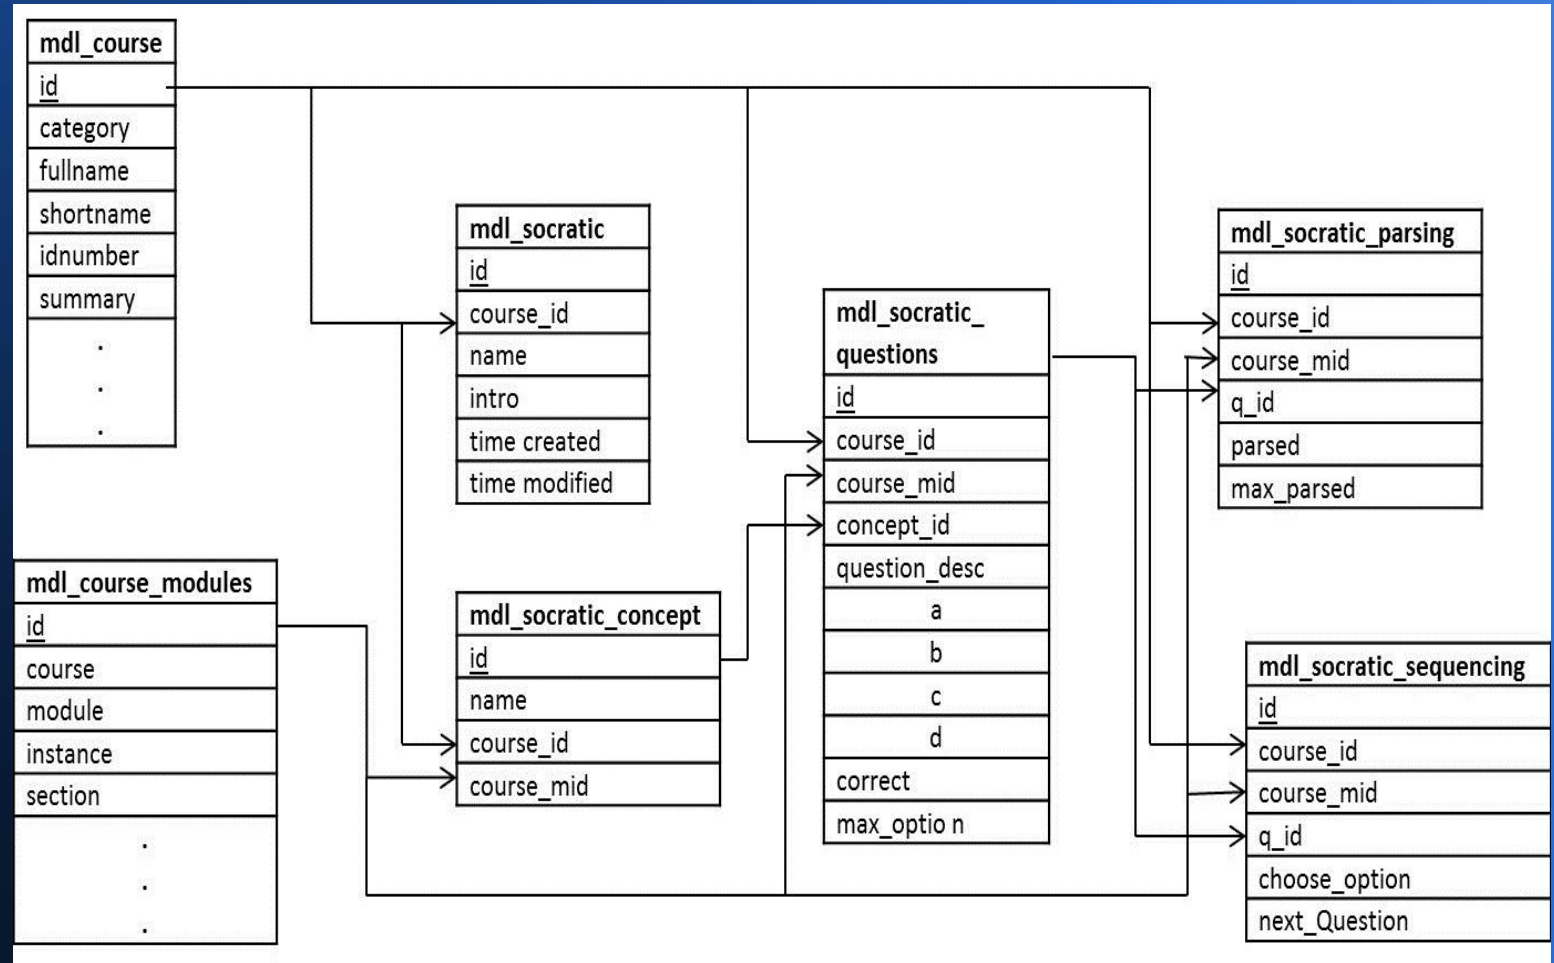 mdl_course
id
category
fullname
shortname
idnumber
summary
.
.
.
mdl_course_modules
id
course
module
instance
section
.
.
.
mdl_socratic
id
course_id
name
intro
time created
time modified
mdl_socratic_concept
id
name
course_id
course_mid
mdl_socratic_
questions
id
course_id
course_mid
concept_id
question_desc
a
b
c
d
correct
max_optio n
mdl_socratic_parsing
id
course_id
course_mid
q_id
parsed
max_parsed
mdl_socratic_sequencing
id
course_id
course_mid
q_id
choose_option
next_Question